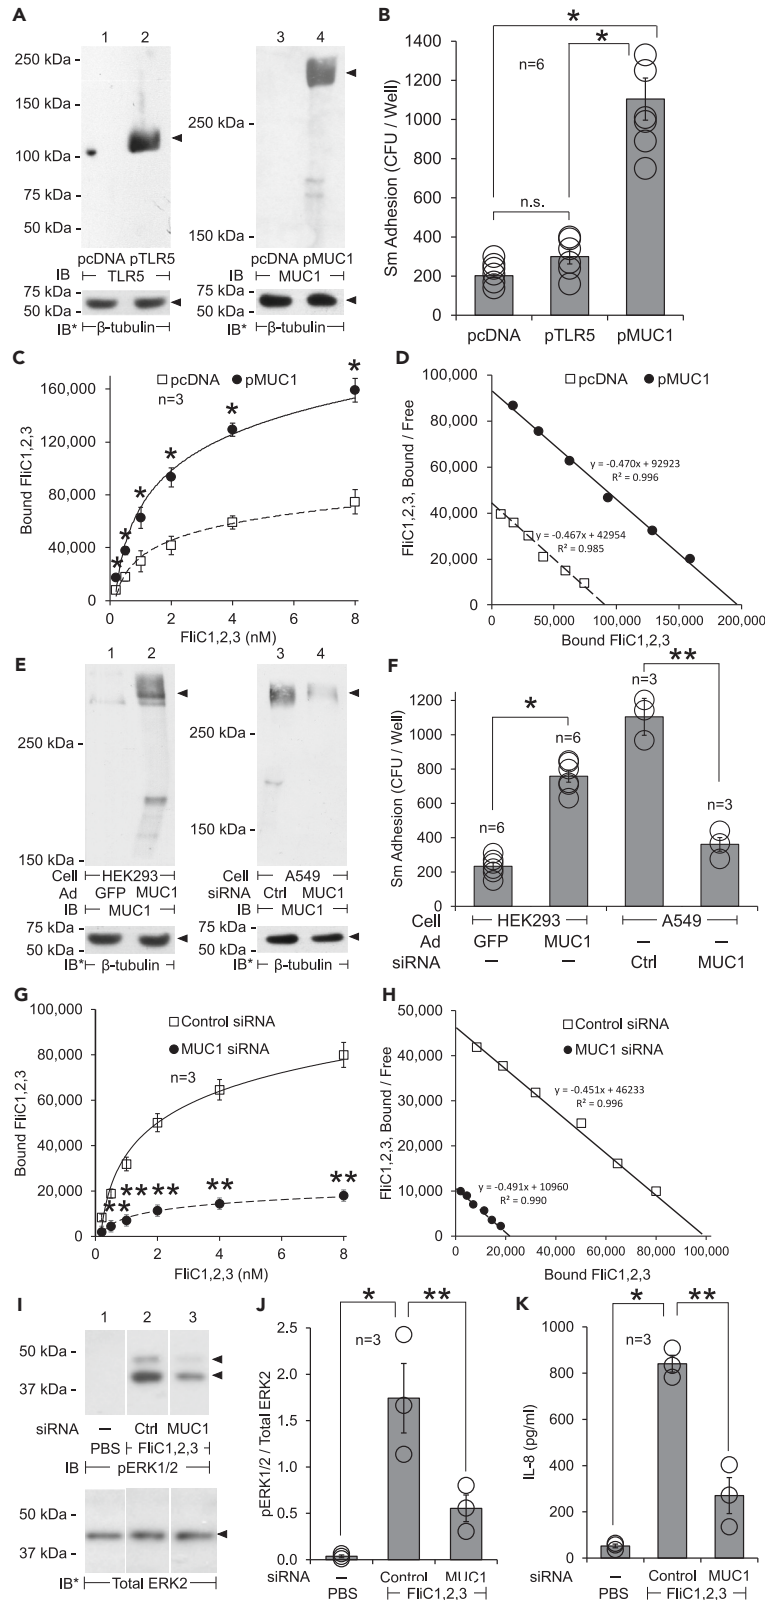 A
1 2
250 kDa
150 kDa
100 kDa
75 kDa
50 kDa
pcDNA pTLR5
IB TLR5
75 kDa
50 kDa
IB* β-tubulin
3 4
250 kDa
150 kDa
pcDNA pMUC1
IB MUC1
75 kDa
50 kDa
IB* β-tubulin
B
Sm Adhesion (CFU / Well)
1400
1200
1000
800
600
400
200
0
n=6
*
*
n.s.
pcDNA pTLR5 pMUC1
C
Bound FliC1,2,3
160,000
120,000
80,000
40,000
0
pcDNA pMUC1
n=3
* * * * * *
0 2 4 6 8
FliC1,2,3 (nM)
D
FliC1,2,3, Bound / Free
100,000
80,000
60,000
40,000
20,000
0
pcDNA pMUC1
y = -0.470x + 92923
R² = 0.996
y = -0.467x + 42954
R² = 0.985
0 50,000 100,000 150,000 200,000
Bound FliC1,2,3
E
1 2
250 kDa
150 kDa
Cell HEK293
Ad GFP MUC1
IB MUC1
75 kDa
50 kDa
IB* β-tubulin
3 4
250 kDa
150 kDa
Cell A549
siRNA Ctrl MUC1
IB MUC1
75 kDa
50 kDa
IB* β-tubulin
F
Sm Adhesion (CFU / Well)
1200
1000
800
600
400
200
0
*
**
n=6
n=6
n=3
n=3
Cell HEK293 A549
Ad GFP MUC1 – –
siRNA – – Ctrl MUC1
G
Bound FliC1,2,3
100,000
80,000
60,000
40,000
20,000
0
Control siRNA
MUC1 siRNA
n=3
** ** ** ** **
0 2 4 6 8
FliC1,2,3 (nM)
H
FliC1,2,3, Bound / Free
50,000
40,000
30,000
20,000
10,000
0
Control siRNA
MUC1 siRNA
y = -0.451x + 46233
R² = 0.996
y = -0.491x + 10960
R² = 0.990
0 20,000 40,000 60,000 80,000 100,000
Bound FliC1,2,3
I
1 2 3
50 kDa
37 kDa
siRNA – Ctrl MUC1
PBS FliC1,2,3
IB pERK1/2
50 kDa
37 kDa
IB* Total ERK2
J
pERK1/2 / Total ERK2
2.5
2.0
1.5
1.0
0.5
0.0
* **
n=3
siRNA – Control MUC1
PBS FliC1,2,3
K
IL-8 (pg/ml)
1000
800
600
400
200
0
* **
n=3
siRNA – Control MUC1
PBS FliC1,2,3